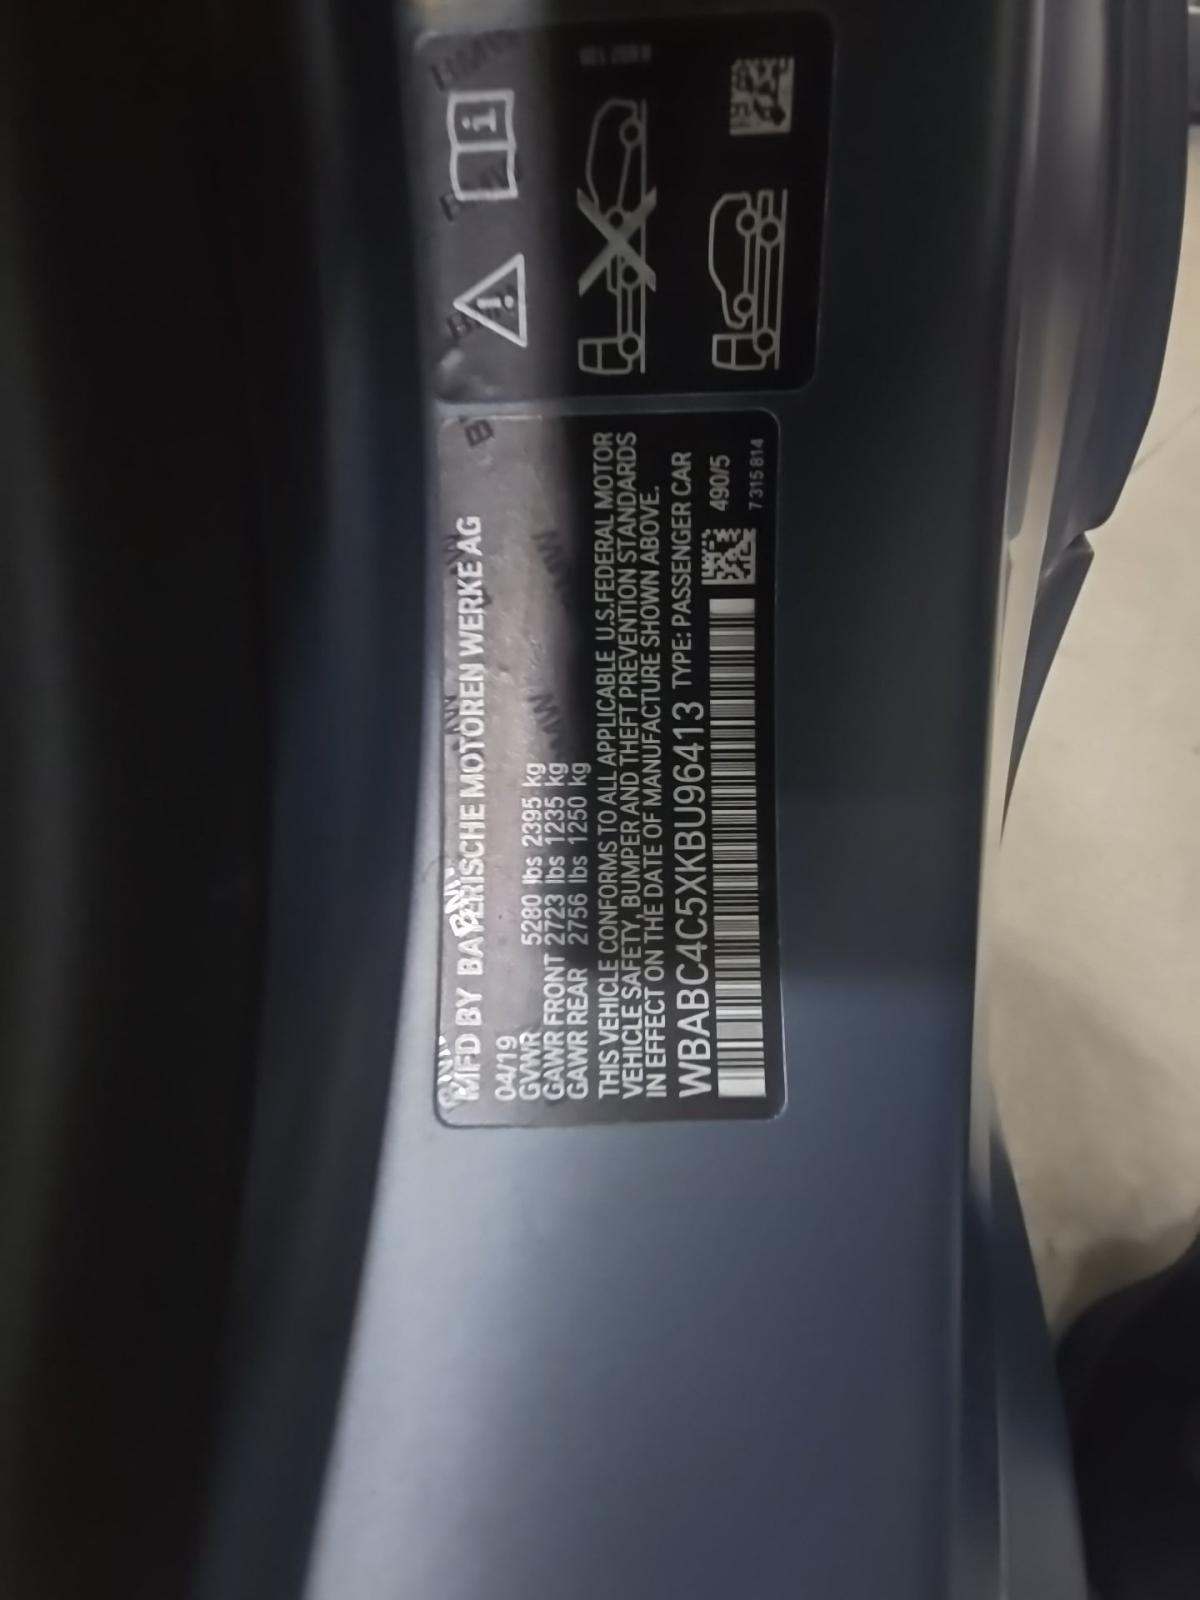 MFD BY BAYERISCHE MOTOREN WERKE AG
04/19
GVWR 5280 lbs 2395 kg
GAWR FRONT 2723 lbs 1235 kg
GAWR REAR 2756 lbs 1250 kg
THIS VEHICLE CONFORMS TO ALL APPLICABLE U.S.FEDERAL MOTOR
VEHICLE SAFETY, BUMPER AND THEFT PREVENTION STANDARDS
IN EFFECT ON THE DATE OF MANUFACTURE SHOWN ABOVE.
WBABC4C5XKBU96413 TYPE: PASSENGER CAR
490/5
7 315 814